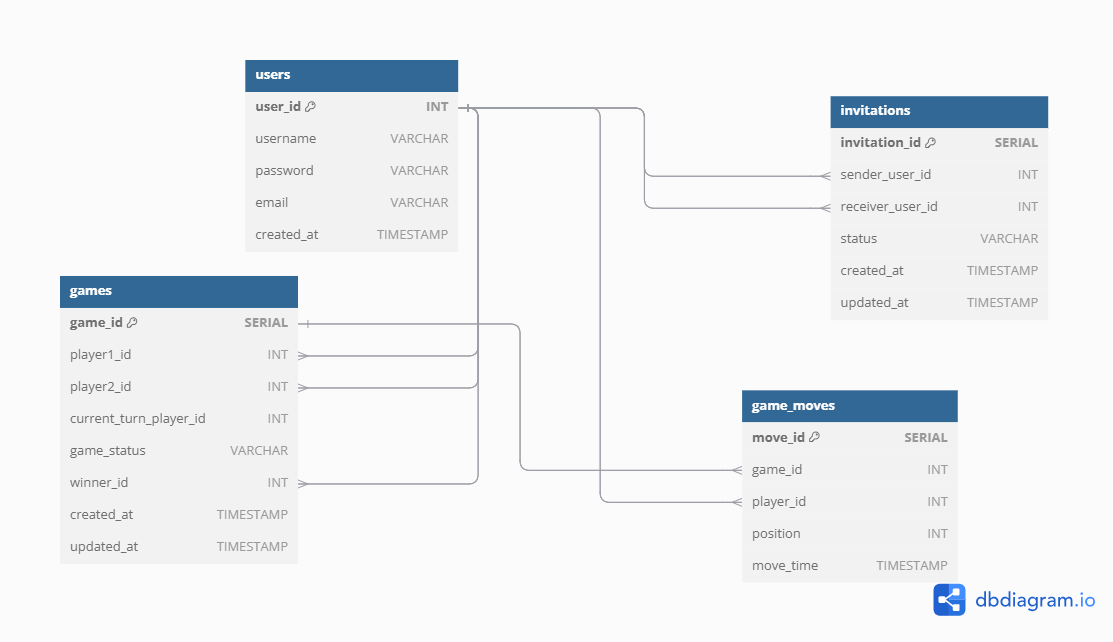 users
user_id INT
username VARCHAR
password VARCHAR
email VARCHAR
created_at TIMESTAMP
games
game_id SERIAL
player1_id INT
player2_id INT
current_turn_player_id INT
game_status VARCHAR
winner_id INT
created_at TIMESTAMP
updated_at TIMESTAMP
invitations
invitation_id SERIAL
sender_user_id INT
receiver_user_id INT
status VARCHAR
created_at TIMESTAMP
updated_at TIMESTAMP
game_moves
move_id SERIAL
game_id INT
player_id INT
position INT
move_time TIMESTAMP
dbdiagram.io